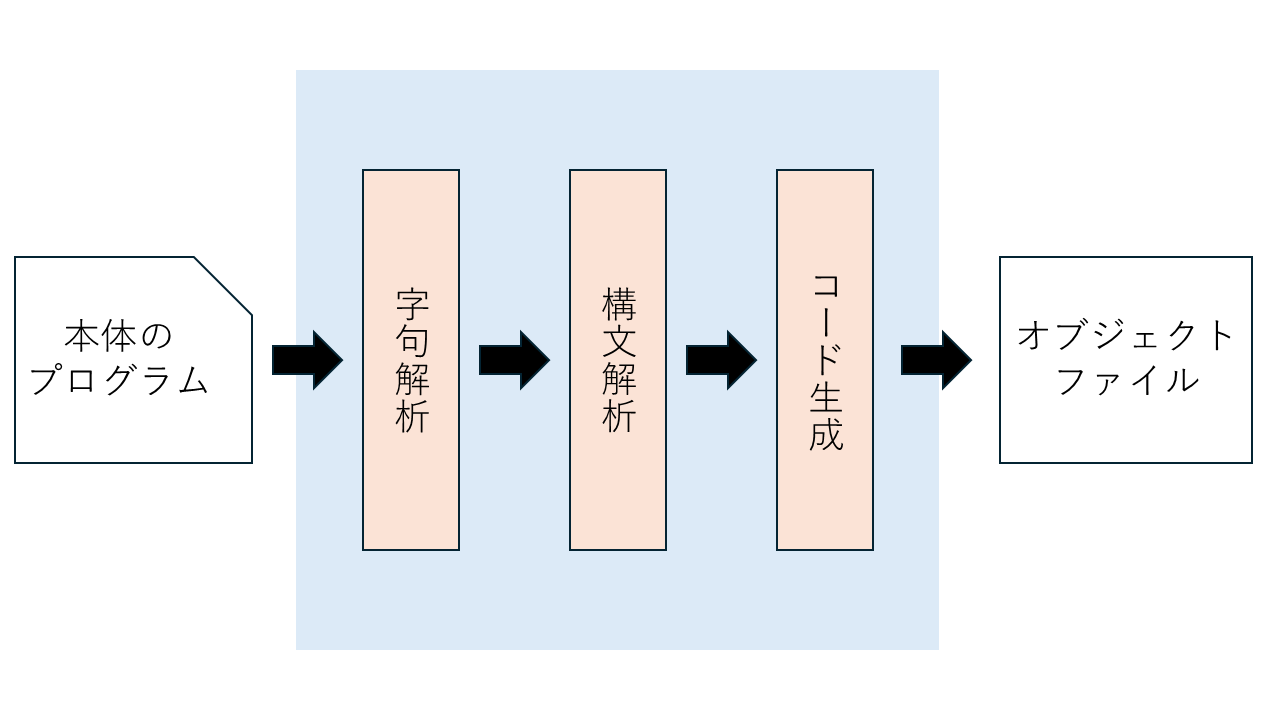 本体の
プログラム
字句解析
構文解析
コード生成
オブジェクト
ファイル